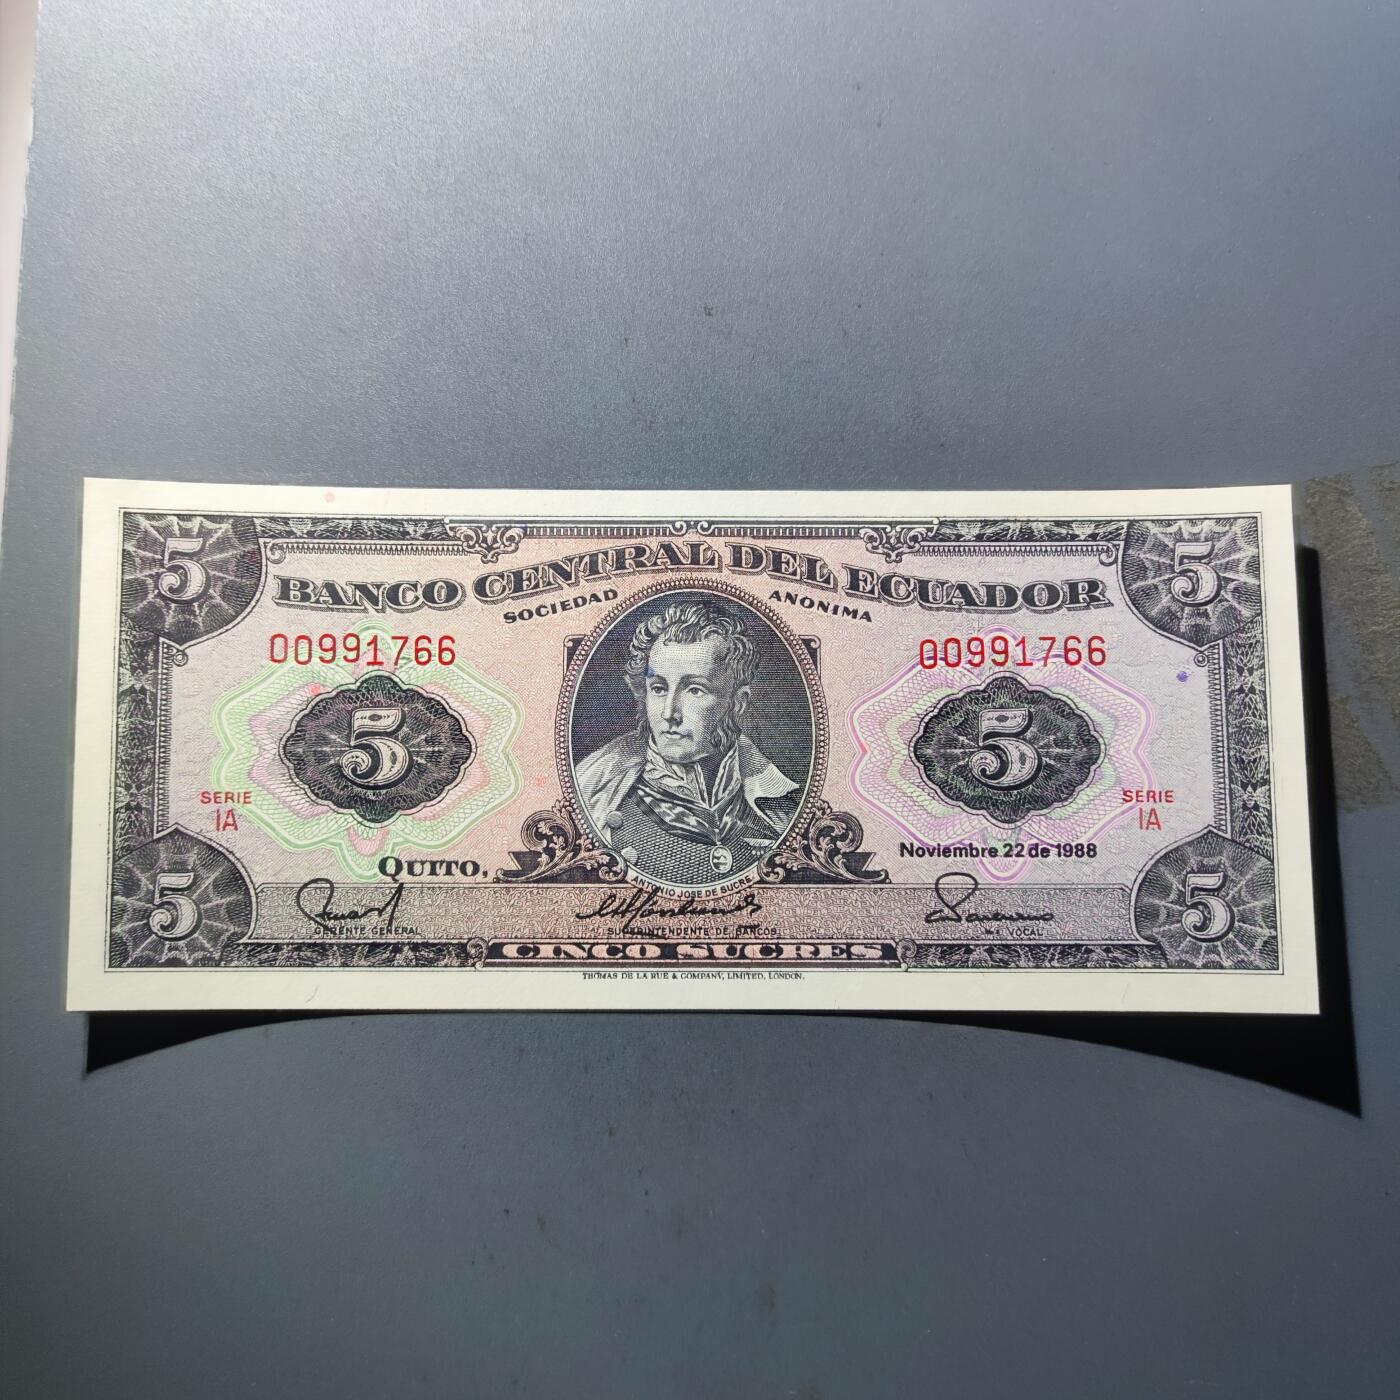 5 5
BANCO CENTRAL DEL ECUADOR
SOCIEDAD ANONIMA
00991766 00991766
5 5
SERIE SERIE
IA IA
QUITO, Noviembre 22 de 1988
ANTONIO JOSE DE SUCRE.
5 5
GERENTE GENERAL SUPERINTENDENTE DE BANCOS VOCAL
CINCO SUCRES
THOMAS DE LA RUE & COMPANY, LIMITED, LONDON.